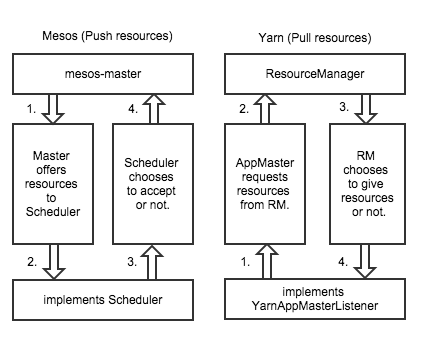 Mesos (Push resources)
mesos-master
1.
4.
Master
offers
resources
to
Scheduler
Scheduler
chooses
to accept
or not.
2.
3.
implements Scheduler
Yarn (Pull resources)
ResourceManager
2.
3.
AppMaster
requests
resources
from RM.
RM
chooses
to give
resources
or not.
1.
4.
implements
YarnAppMasterListener